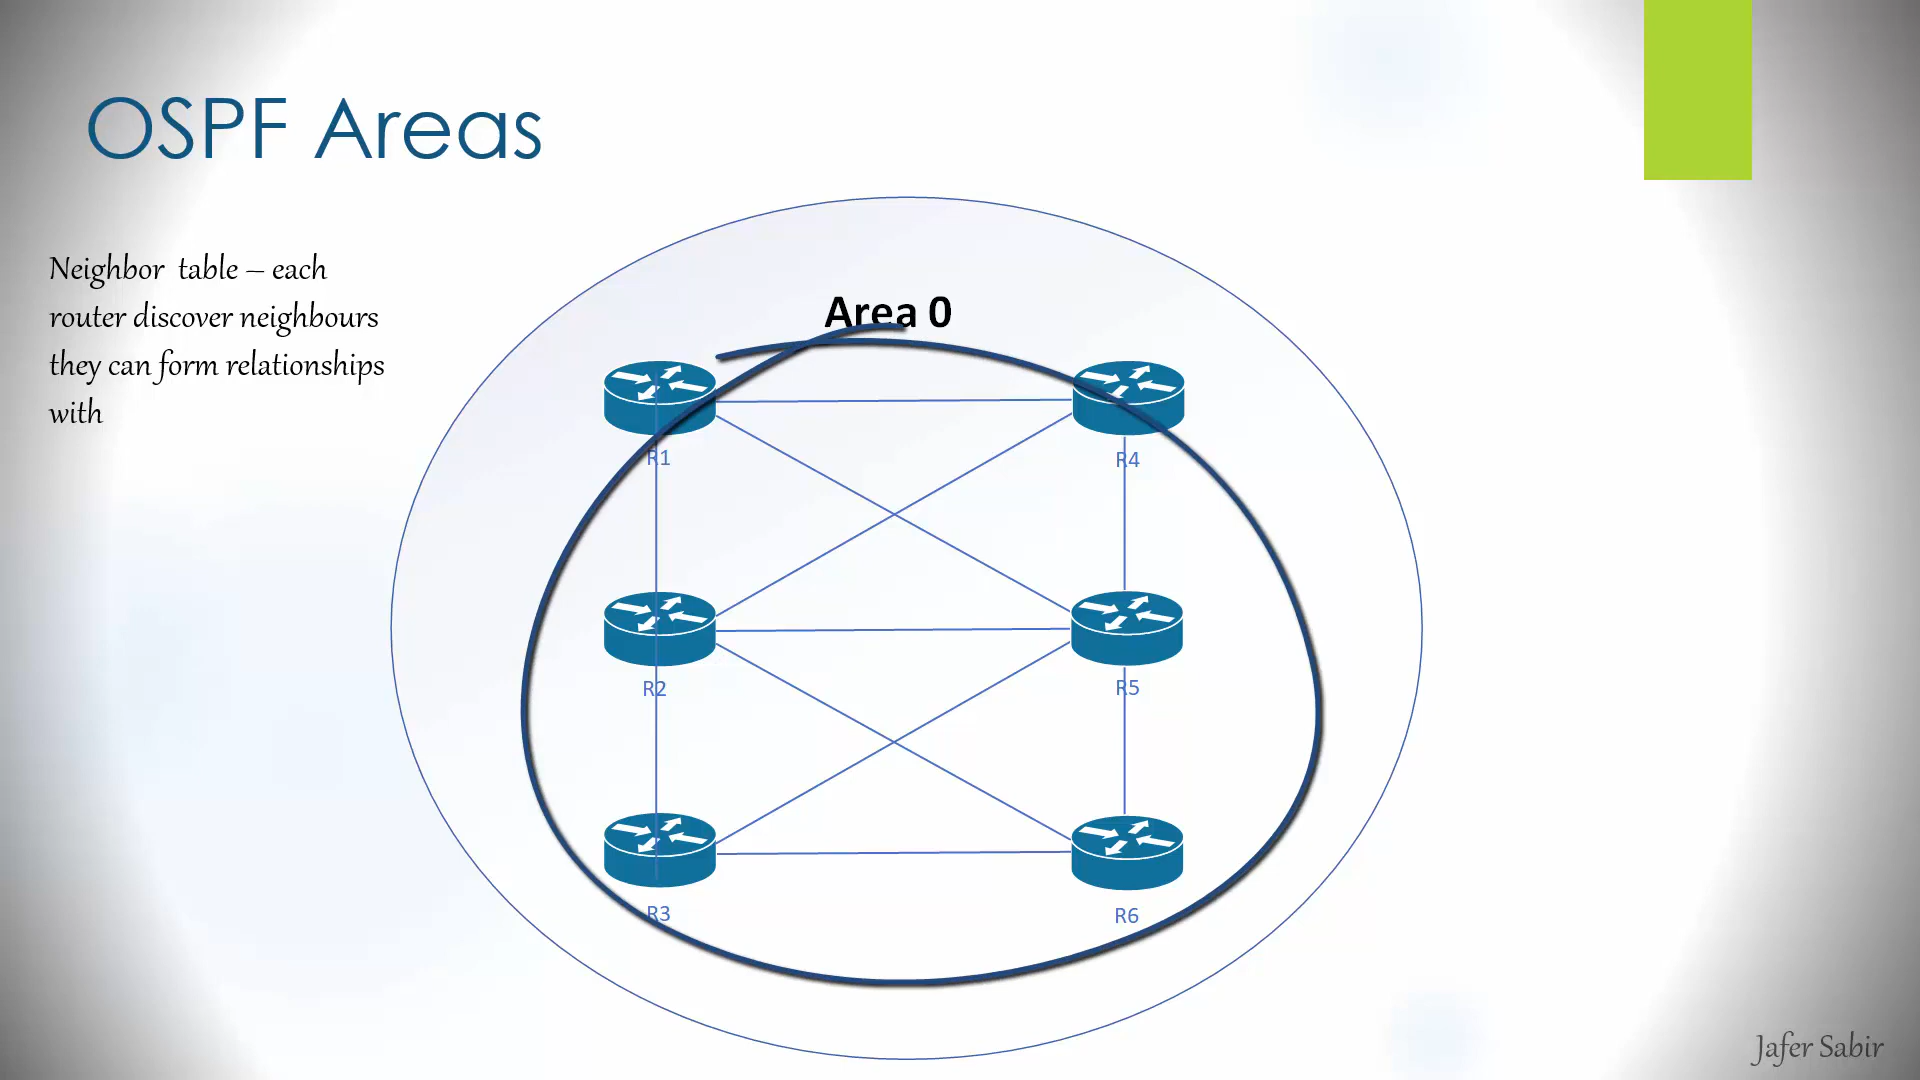 OSPF Areas
Neighbor table – each
router discover neighbours
they can form relationships
with
Area 0
R1
R4
R2
R5
R3
R6
Jafer Sabir